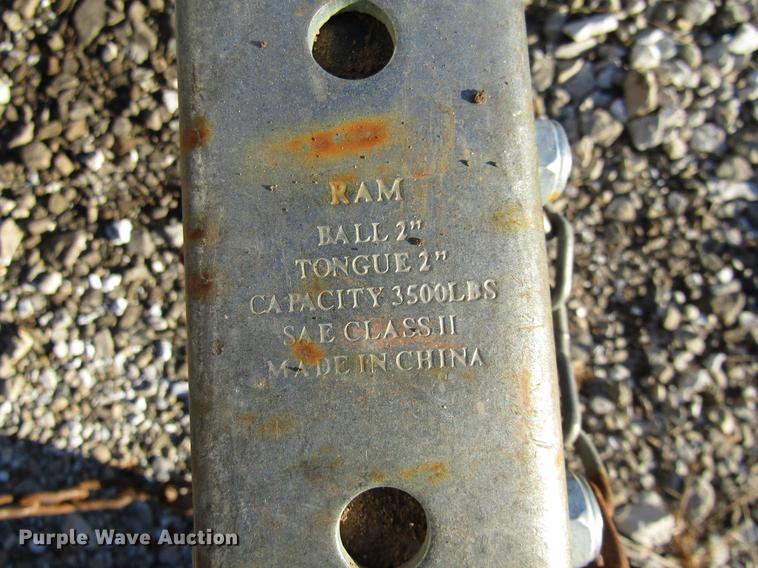 RAM
BALL 2"
TONGUE 2"
CAPACITY 3500LBS
SAE CLASS II
MADE IN CHINA
Purple Wave Auction